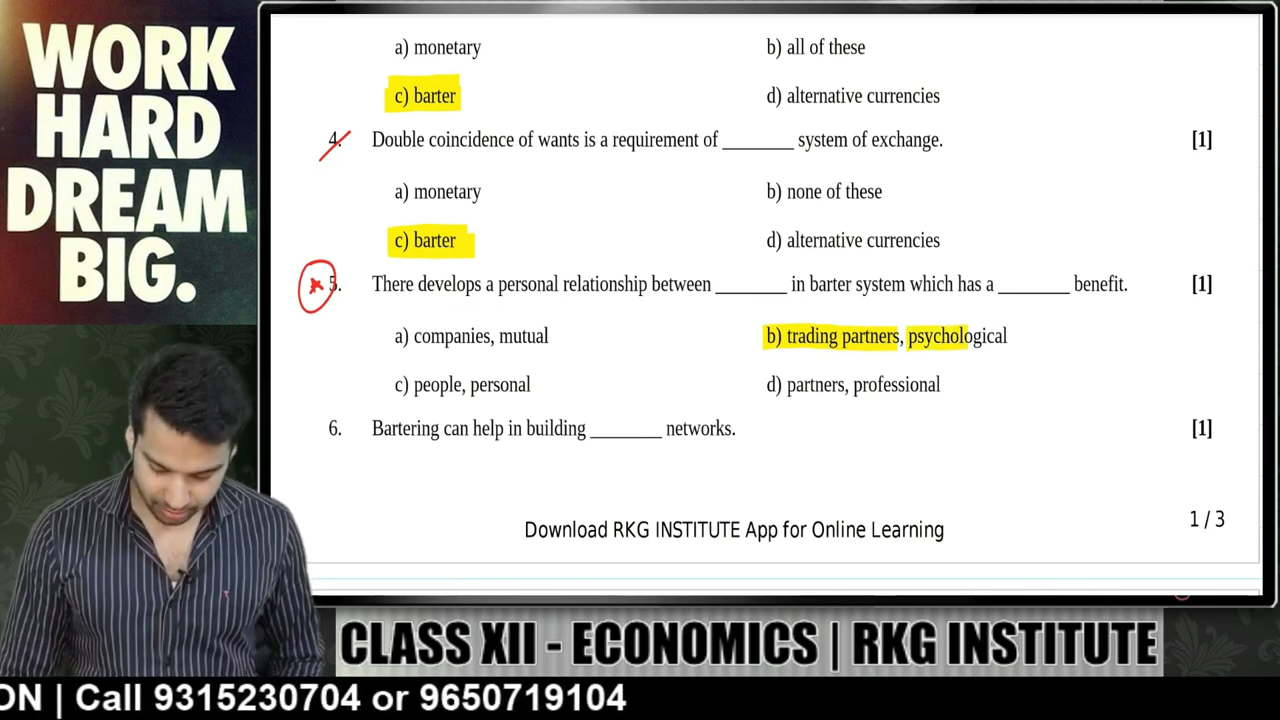 WORK
HARD
DREAM
BIG.
a) monetary
b) all of these
c) barter
d) alternative currencies
4. Double coincidence of wants is a requirement of ________ system of exchange. [1]
a) monetary
b) none of these
c) barter
d) alternative currencies
5. There develops a personal relationship between ________ in barter system which has a ________ benefit. [1]
a) companies, mutual
b) trading partners, psychological
c) people, personal
d) partners, professional
6. Bartering can help in building ________ networks. [1]
Download RKG INSTITUTE App for Online Learning
1 / 3
CLASS XII - ECONOMICS | RKG INSTITUTE
ON | Call 9315230704 or 9650719104